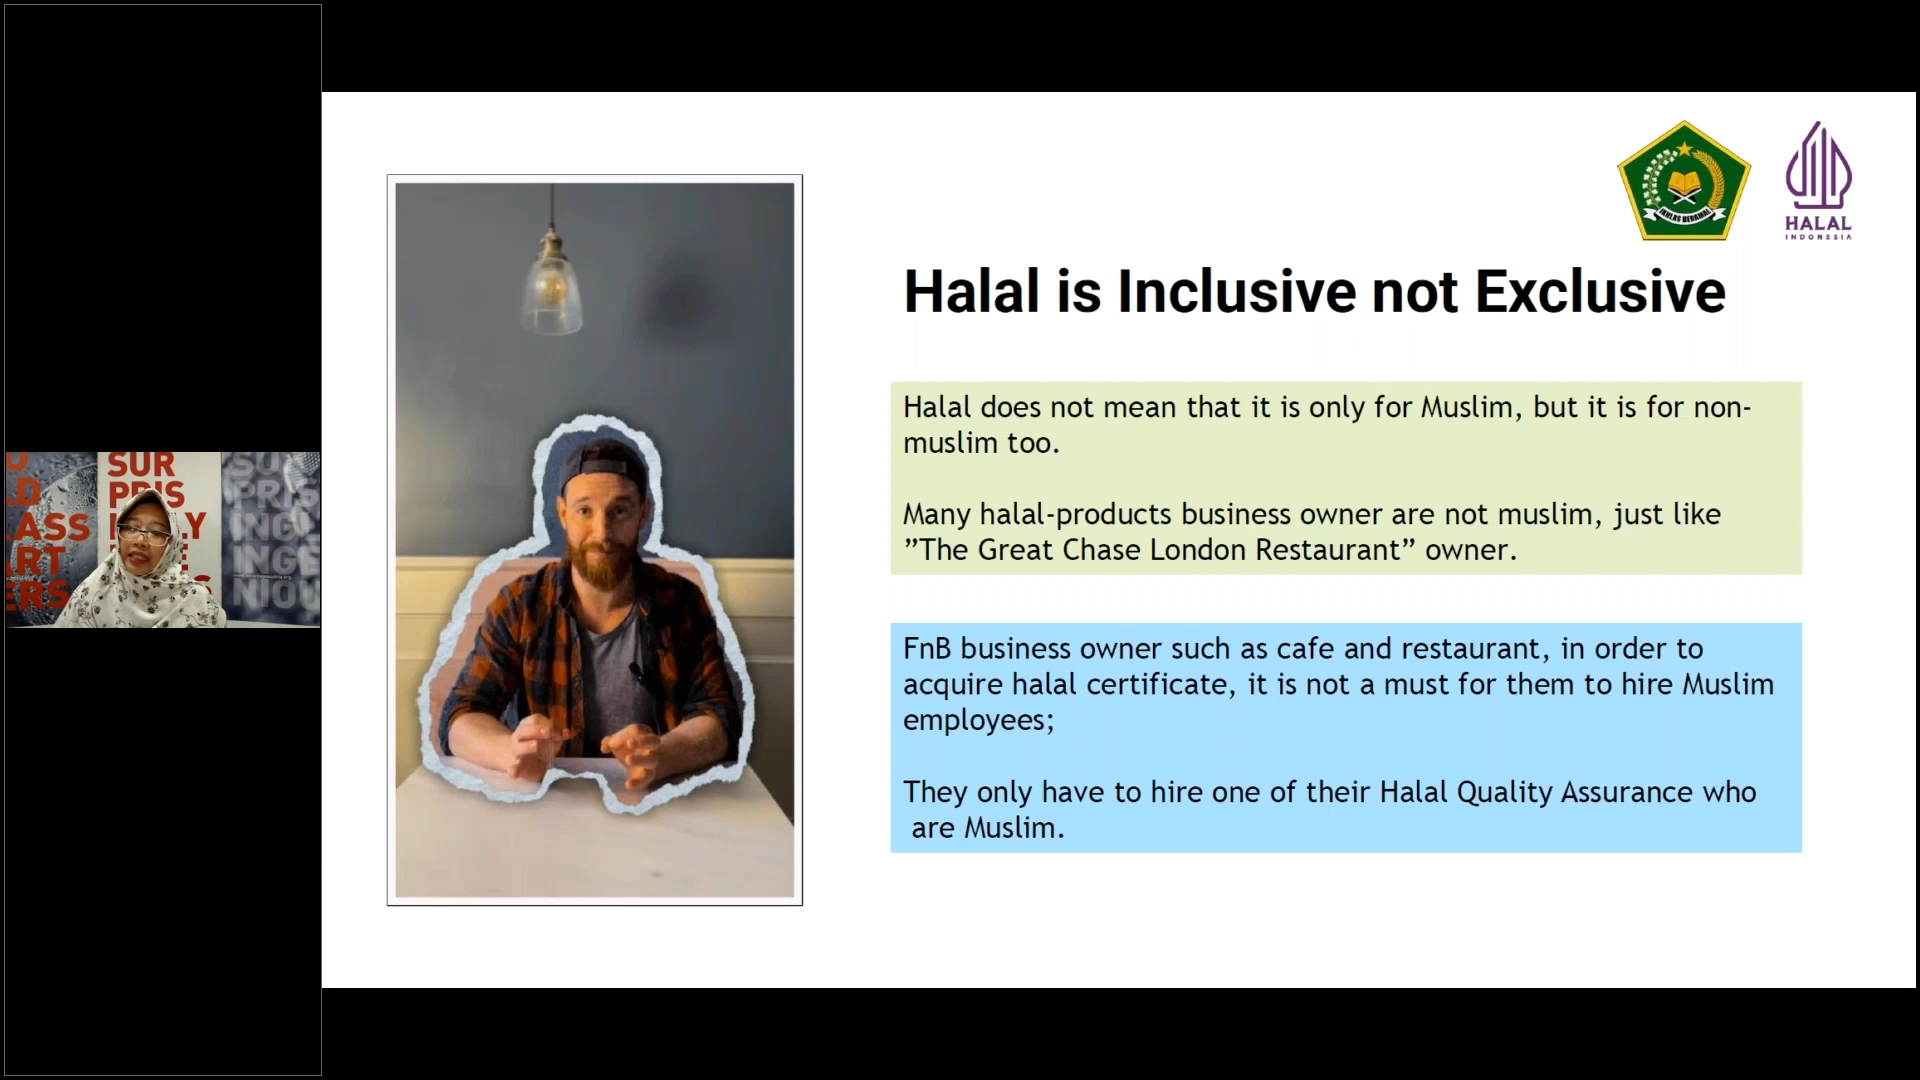 SUR
PRIS
HALAL
INDONESIA
IKHLAS BERAMAL
Halal is Inclusive not Exclusive
Halal does not mean that it is only for Muslim, but it is for non-
muslim too.
Many halal-products business owner are not muslim, just like
”The Great Chase London Restaurant” owner.
FnB business owner such as cafe and restaurant, in order to
acquire halal certificate, it is not a must for them to hire Muslim
employees;
They only have to hire one of their Halal Quality Assurance who
are Muslim.